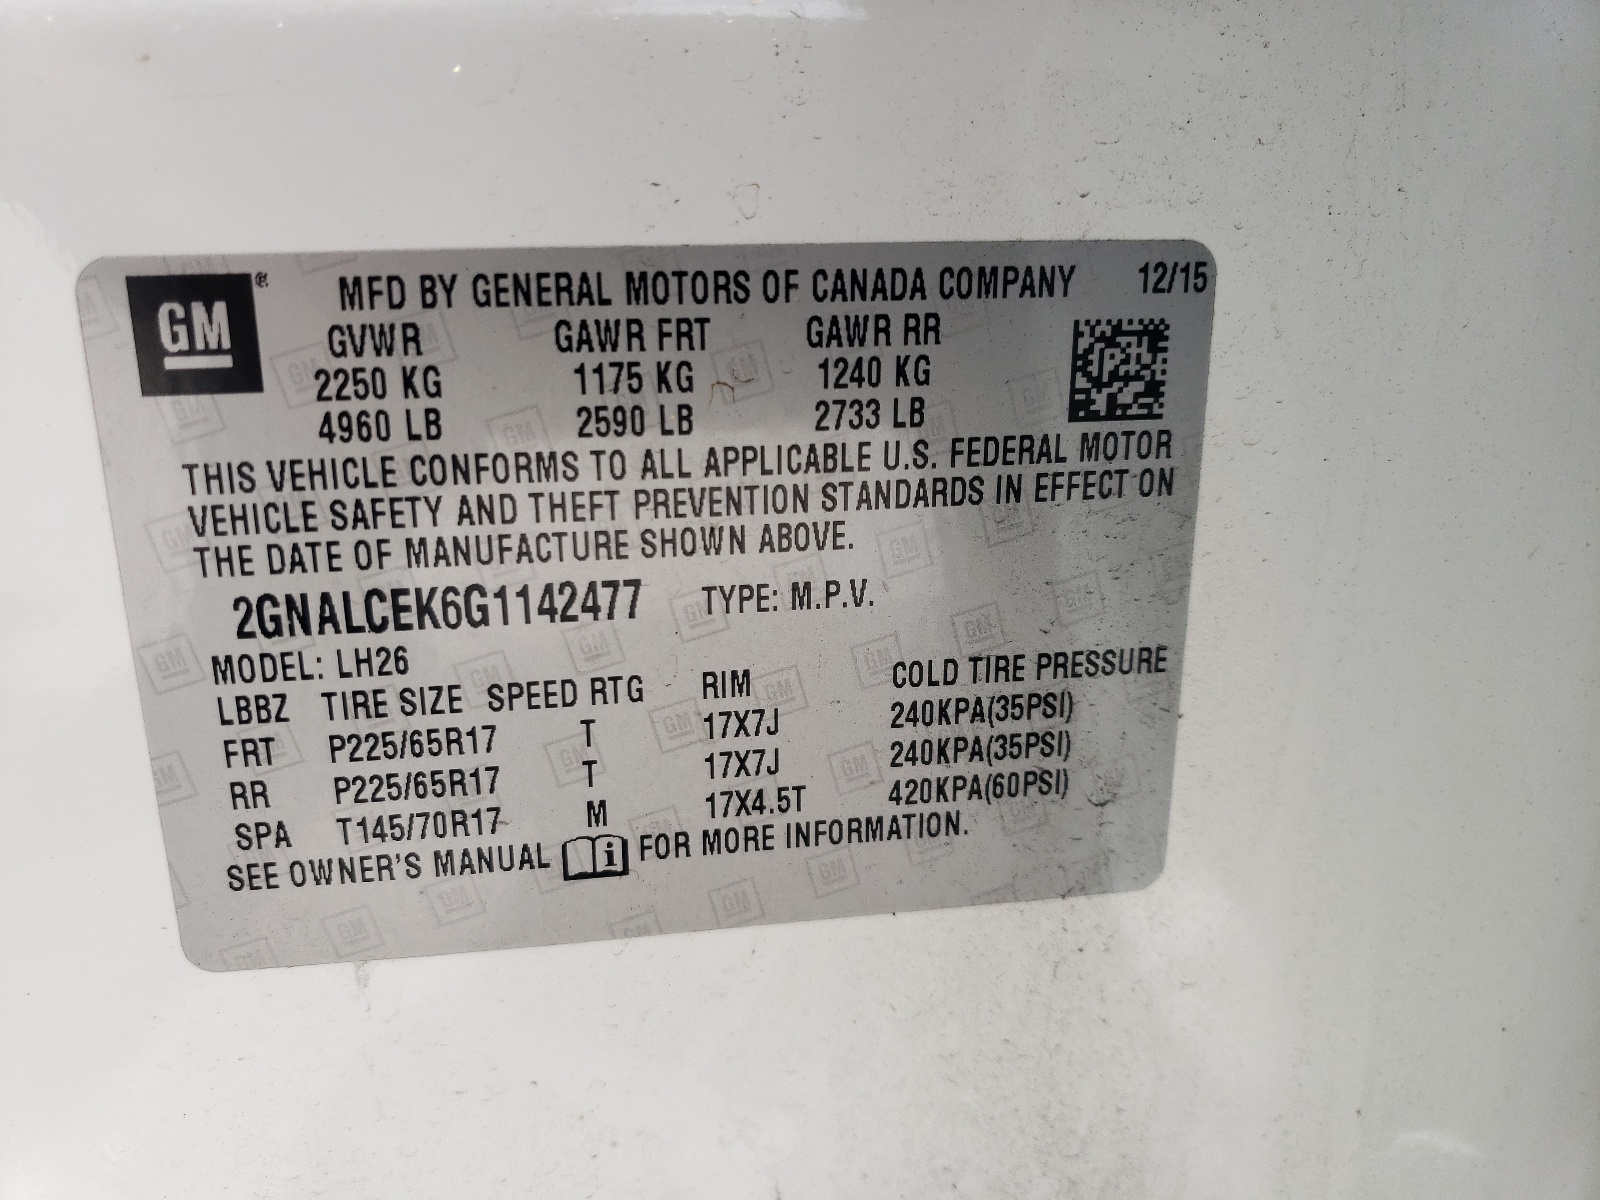 GM ® MFD BY GENERAL MOTORS OF CANADA COMPANY 12/15
GVWR GAWR FRT GAWR RR
2250 KG 1175 KG 1240 KG
4960 LB 2590 LB 2733 LB
THIS VEHICLE CONFORMS TO ALL APPLICABLE U.S. FEDERAL MOTOR
VEHICLE SAFETY AND THEFT PREVENTION STANDARDS IN EFFECT ON
THE DATE OF MANUFACTURE SHOWN ABOVE.
2GNALCEK6G1142477 TYPE: M.P.V.
MODEL: LH26
LBBZ TIRE SIZE SPEED RTG RIM COLD TIRE PRESSURE
FRT P225/65R17 T 17X7J 240KPA(35PSI)
RR P225/65R17 T 17X7J 240KPA(35PSI)
SPA T145/70R17 M 17X4.5T 420KPA(60PSI)
SEE OWNER'S MANUAL i FOR MORE INFORMATION.